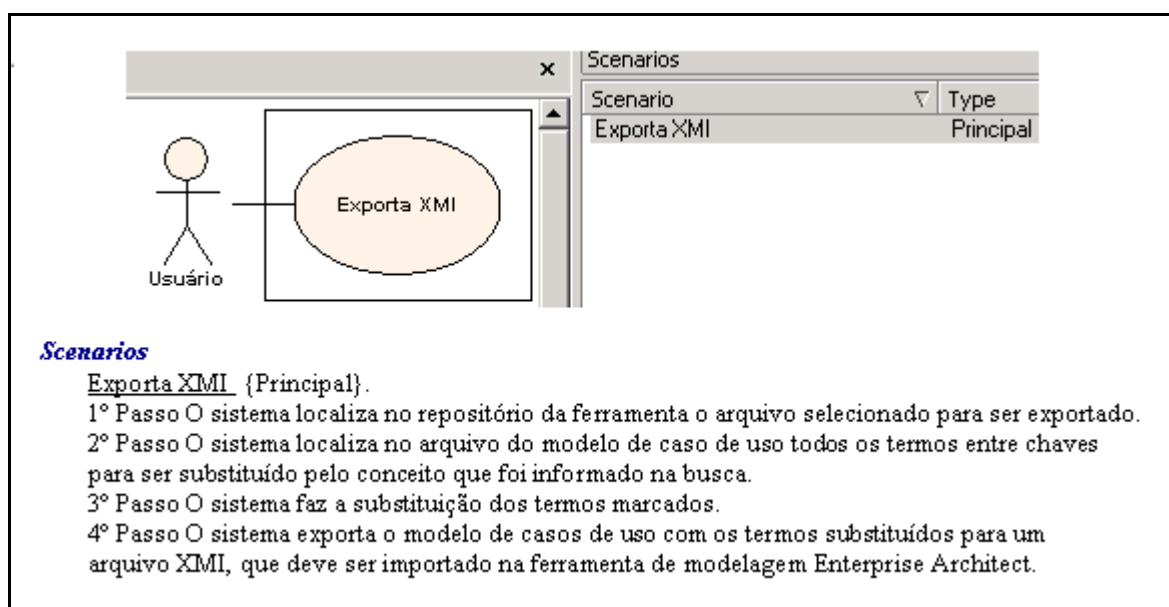 Scenarios
Scenario Type
Exporta XMI Principal
Exporta XMI
Usuário
Scenarios
Exporta XMI {Principal}.
1º Passo O sistema localiza no repositório da ferramenta o arquivo selecionado para ser exportado.
2º Passo O sistema localiza no arquivo do modelo de caso de uso todos os termos entre chaves
para ser substituído pelo conceito que foi informado na busca.
3º Passo O sistema faz a substituição dos termos marcados.
4º Passo O sistema exporta o modelo de casos de uso com os termos substituídos para um
arquivo XMI, que deve ser importado na ferramenta de modelagem Enterprise Architect.